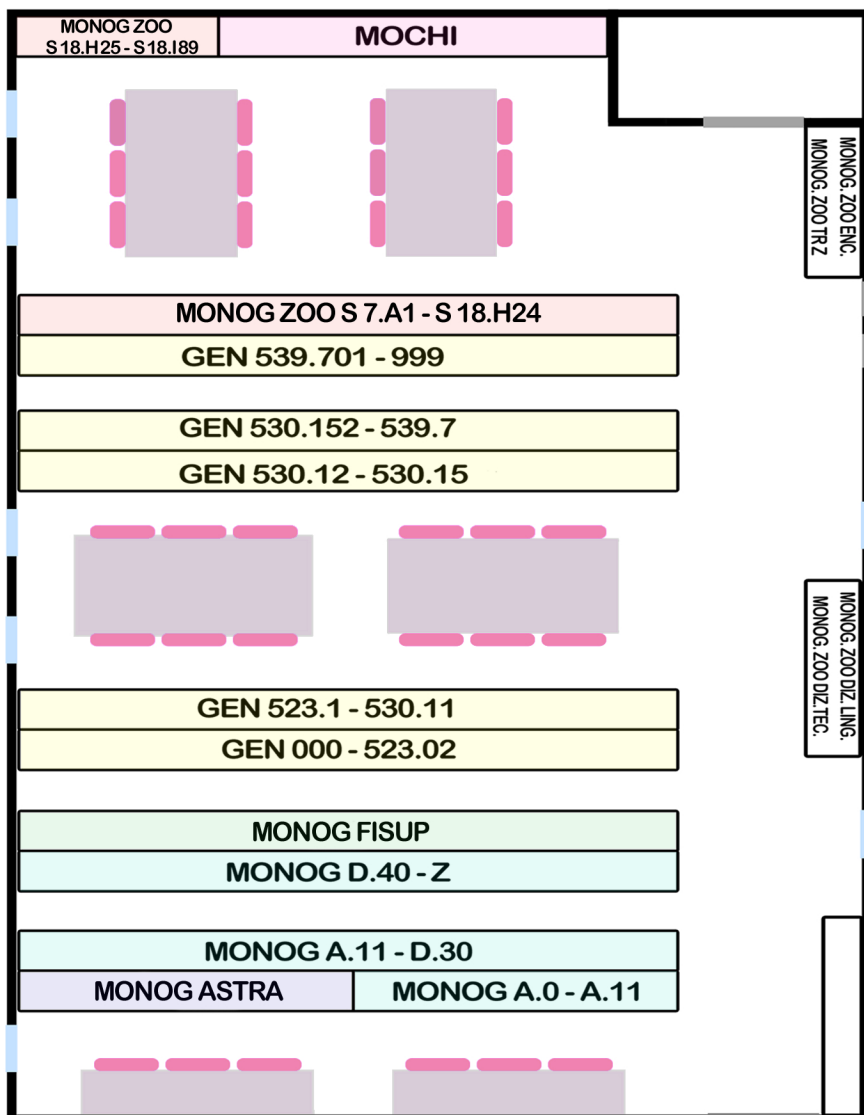 MONOG ZOO
S 18.H25 - S18.I89
MOCHI
MONOG. ZOO ENC.
MONOG. ZOO TRZ
MONOG ZOO S 7.A1 - S 18.H24
GEN 539.701 - 999
GEN 530.152 - 539.7
GEN 530.12 - 530.15
MONOG. ZOO DIZ. LING.
MONOG. ZOO DIZ.TEC.
GEN 523.1 - 530.11
GEN 000 - 523.02
MONOG FISUP
MONOG D.40 - Z
MONOG A.11 - D.30
MONOG ASTRA
MONOG A.0 - A.11